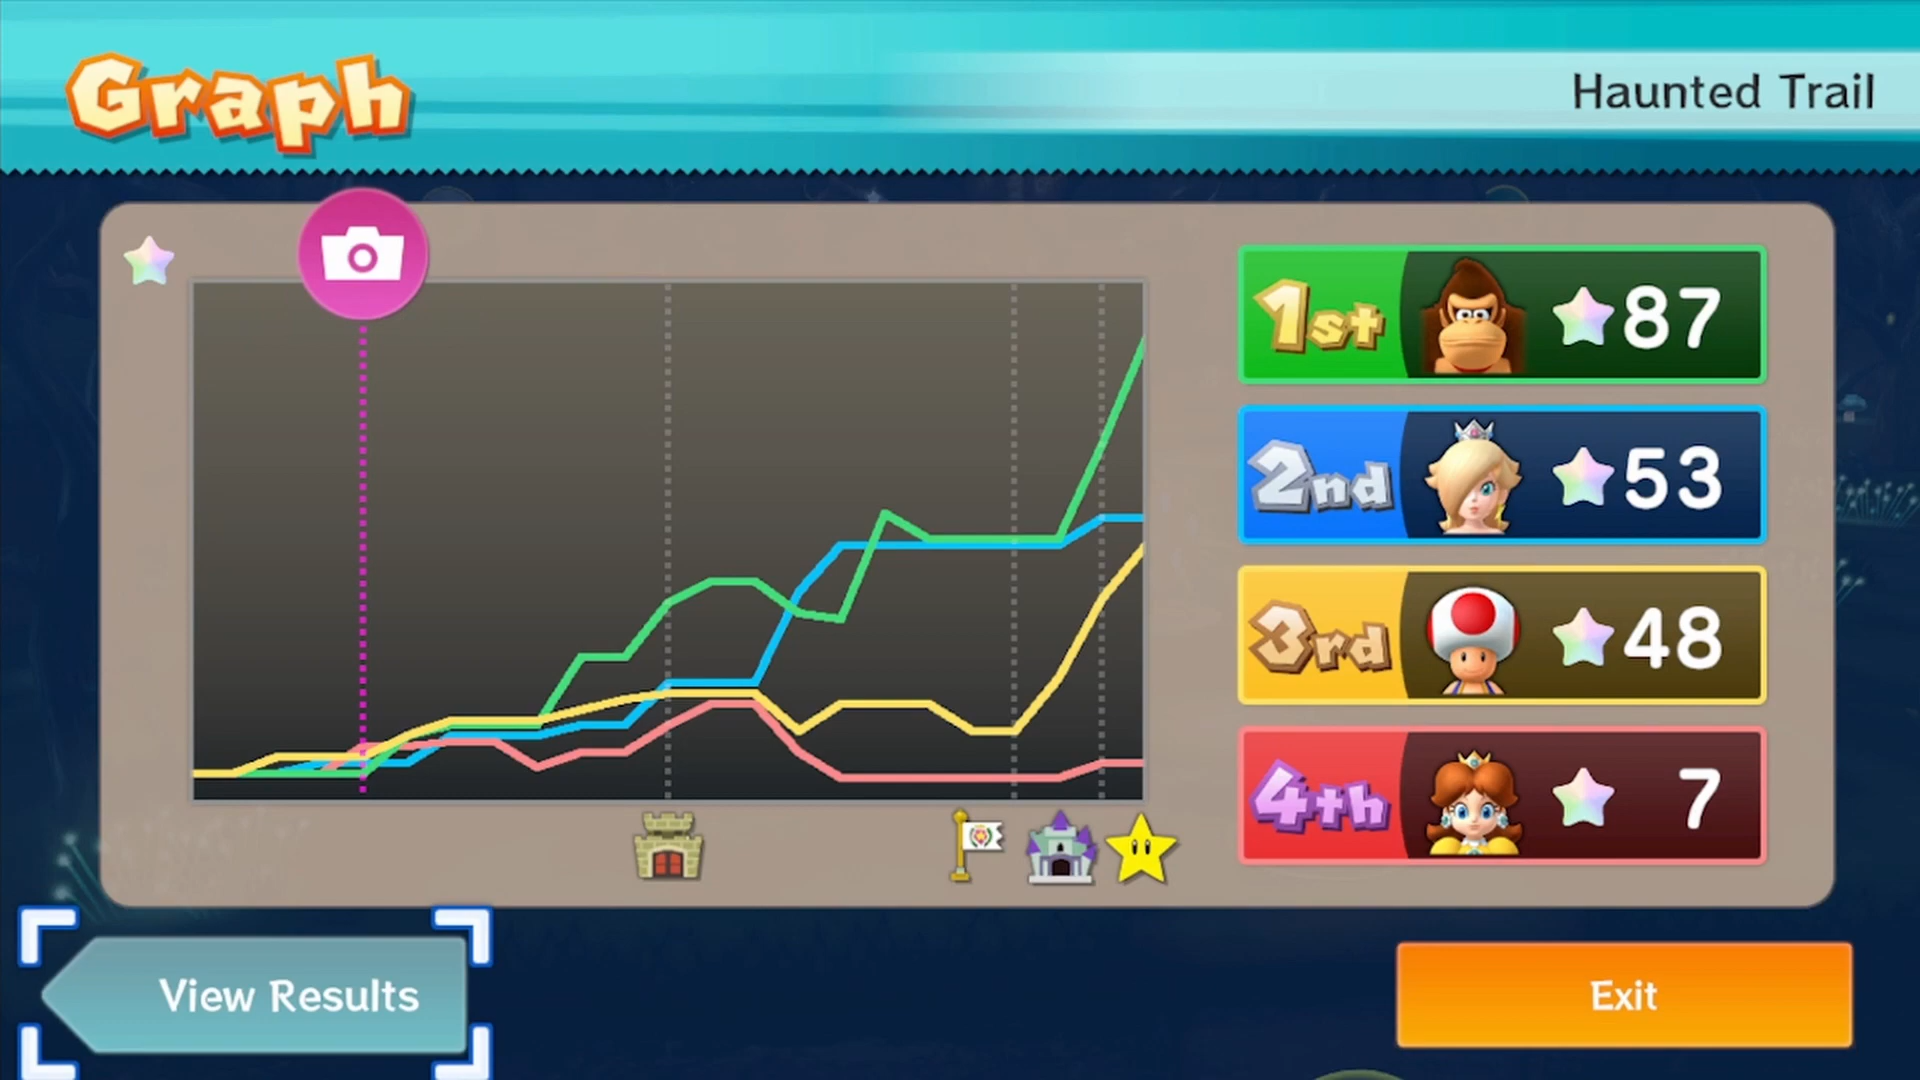 Graph
Haunted Trail
1st 87
2nd 53
3rd 48
4th 7
View Results
Exit